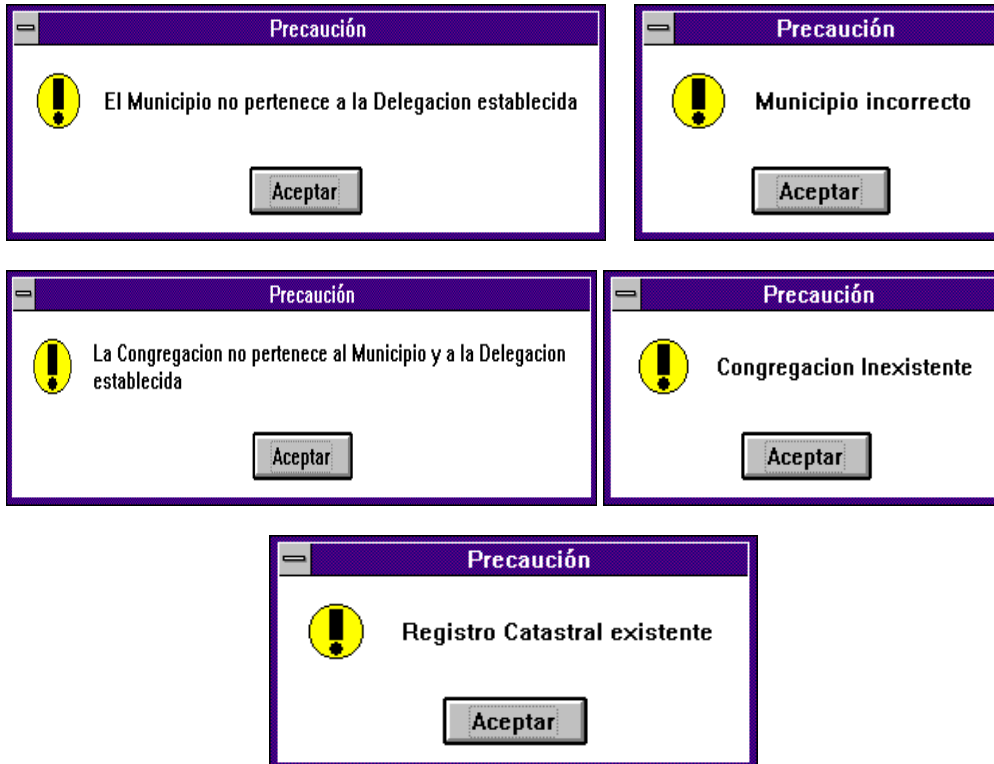 Precaución
El Municipio no pertenece a la Delegacion establecida
Aceptar
Precaución
Municipio incorrecto
Aceptar
Precaución
La Congregacion no pertenece al Municipio y a la Delegacion
establecida
Aceptar
Precaución
Congregacion Inexistente
Aceptar
Precaución
Registro Catastral existente
Aceptar